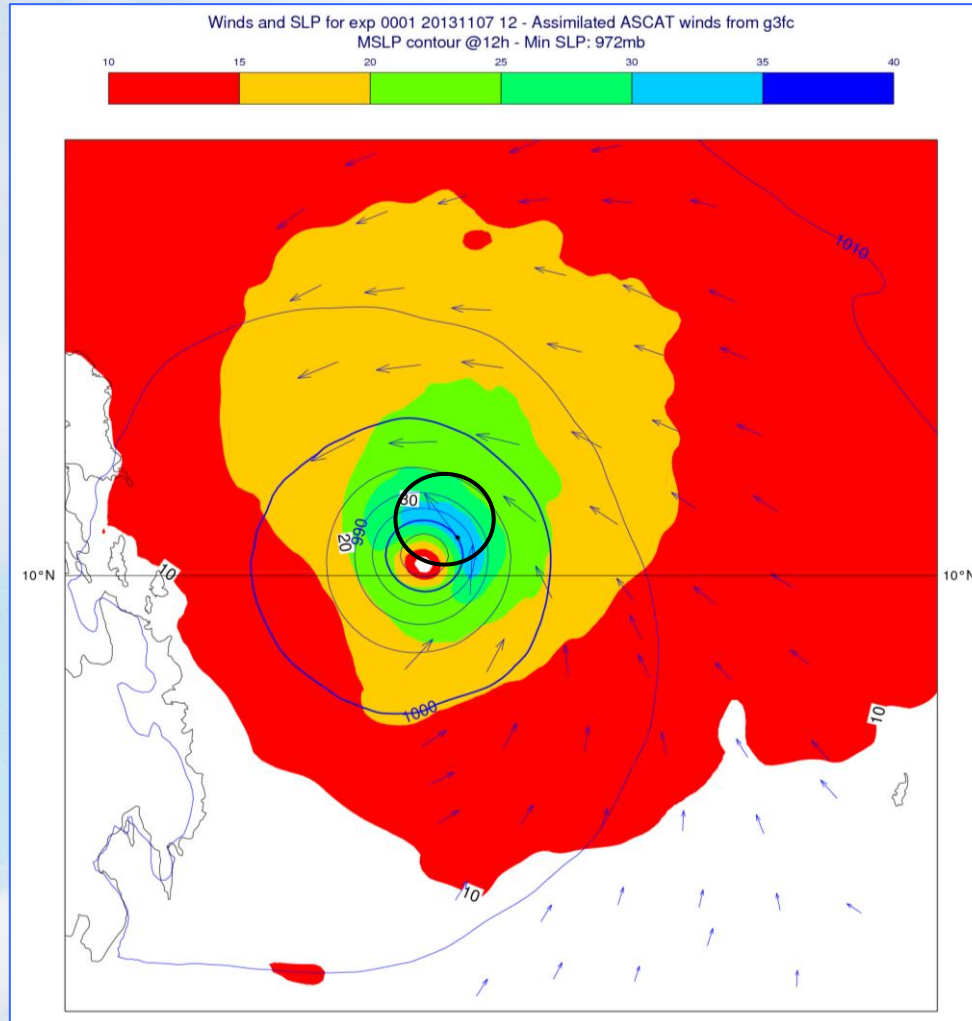 Winds and SLP for exp 0001 20131107 12 - Assimilated ASCAT winds from g3fc
MSLP contour @12h - Min SLP: 972mb
10 15 20 25 30 35 40
1010
30
990
20
10°N 10°N
10
1000
10
10